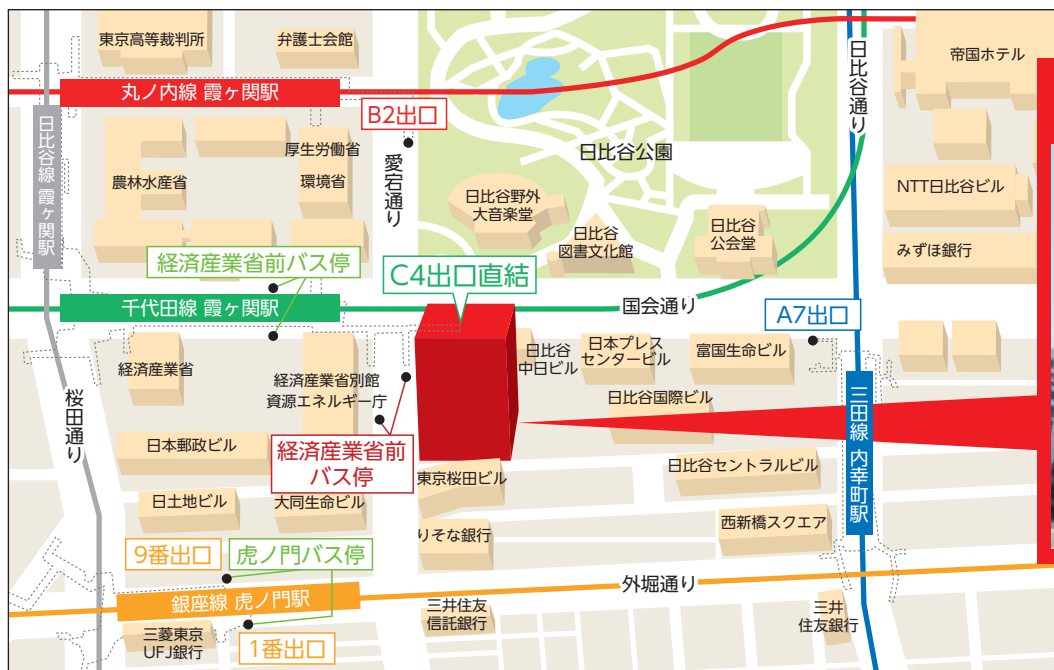 東京高等裁判所
弁護士会館
帝国ホテル
丸ノ内線 霞ヶ関駅
B2出口
日比谷通り
日比谷線 霞ヶ関駅
厚生労働省
環境省
農林水産省
愛宕通り
日比谷公園
日比谷野外
大音楽堂
日比谷
図書文化館
日比谷
公会堂
NTT日比谷ビル
みずほ銀行
経済産業省前バス停
C4出口直結
千代田線 霞ヶ関駅
国会通り
A7出口
経済産業省
経済産業省別館
資源エネルギー庁
日比谷
中日ビル
日本プレス
センタービル
富国生命ビル
桜田通り
日比谷国際ビル
三田線 内幸町駅
日本郵政ビル
経済産業省前
バス停
東京桜田ビル
日比谷セントラルビル
日土地ビル
大同生命ビル
りそな銀行
西新橋スクエア
9番出口
虎ノ門バス停
外堀通り
銀座線 虎ノ門駅
三菱東京
UFJ銀行
1番出口
三井住友
信託銀行
三井
住友銀行